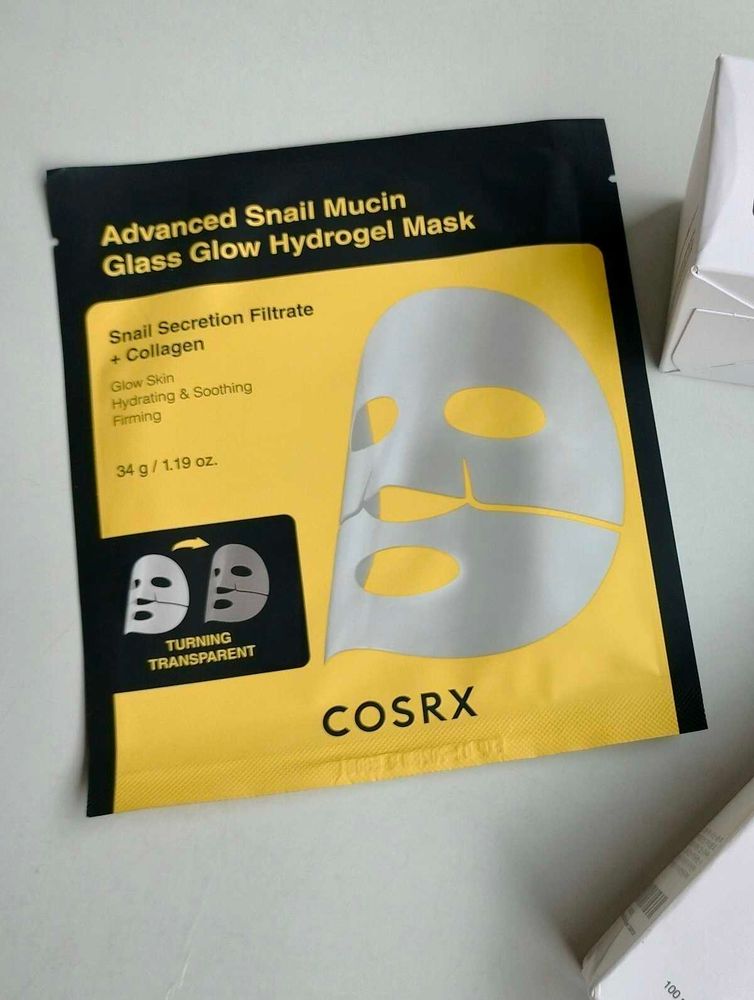 Advanced Snail Mucin
Glass Glow Hydrogel Mask
Snail Secretion Filtrate
+ Collagen
Glow Skin
Hydrating & Soothing
Firming
34 g / 1.19 oz.
TURNING
TRANSPARENT
COSRX
100